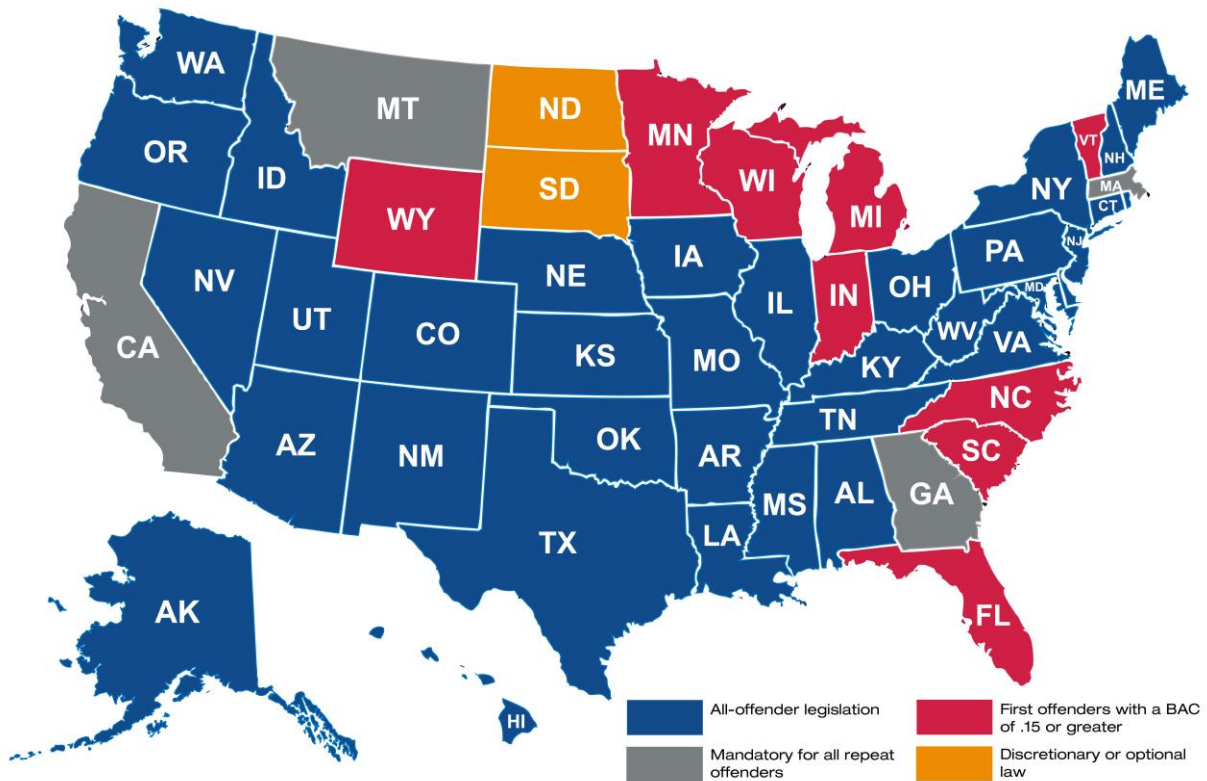 WA
MT
ND
MN
ME
OR
ID
SD
WI
MI
VT
NH
NY
MA
CT
WY
IA
NE
PA
NJ
NV
UT
CO
IL
IN
OH
MD
CA
KS
MO
WV
VA
KY
NC
TN
AZ
NM
OK
AR
SC
MS
AL
GA
TX
LA
AK
FL
HI
All-offender legislation
First offenders with a BAC
of .15 or greater
Mandatory for all repeat
offenders
Discretionary or optional
law